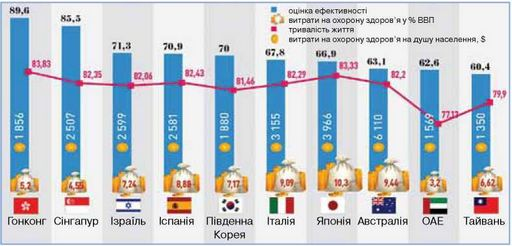 оцінка ефективності
витрати на охорону здоров'я у % ВВП
тривалість життя
витрати на охорону здоров'я на душу населення, $
89,6 85,5 71,3 70,9 70 67,8 66,9 63,1 62,6 60,4
83,83 82,35 82,06 82,43 81,46 82,29 83,33 82,2 77,13 79,9
1 856 2 507 2 599 2 581 1 880 3 155 3 966 6 110 1 569 1 350
5,2 4,55 7,24 8,88 7,17 9,09 10,3 9,44 3,2 6,62
Гонконг Сінгапур Ізраїль Іспанія Південна Корея Італія Японія Австралія ОАЕ Тайвань